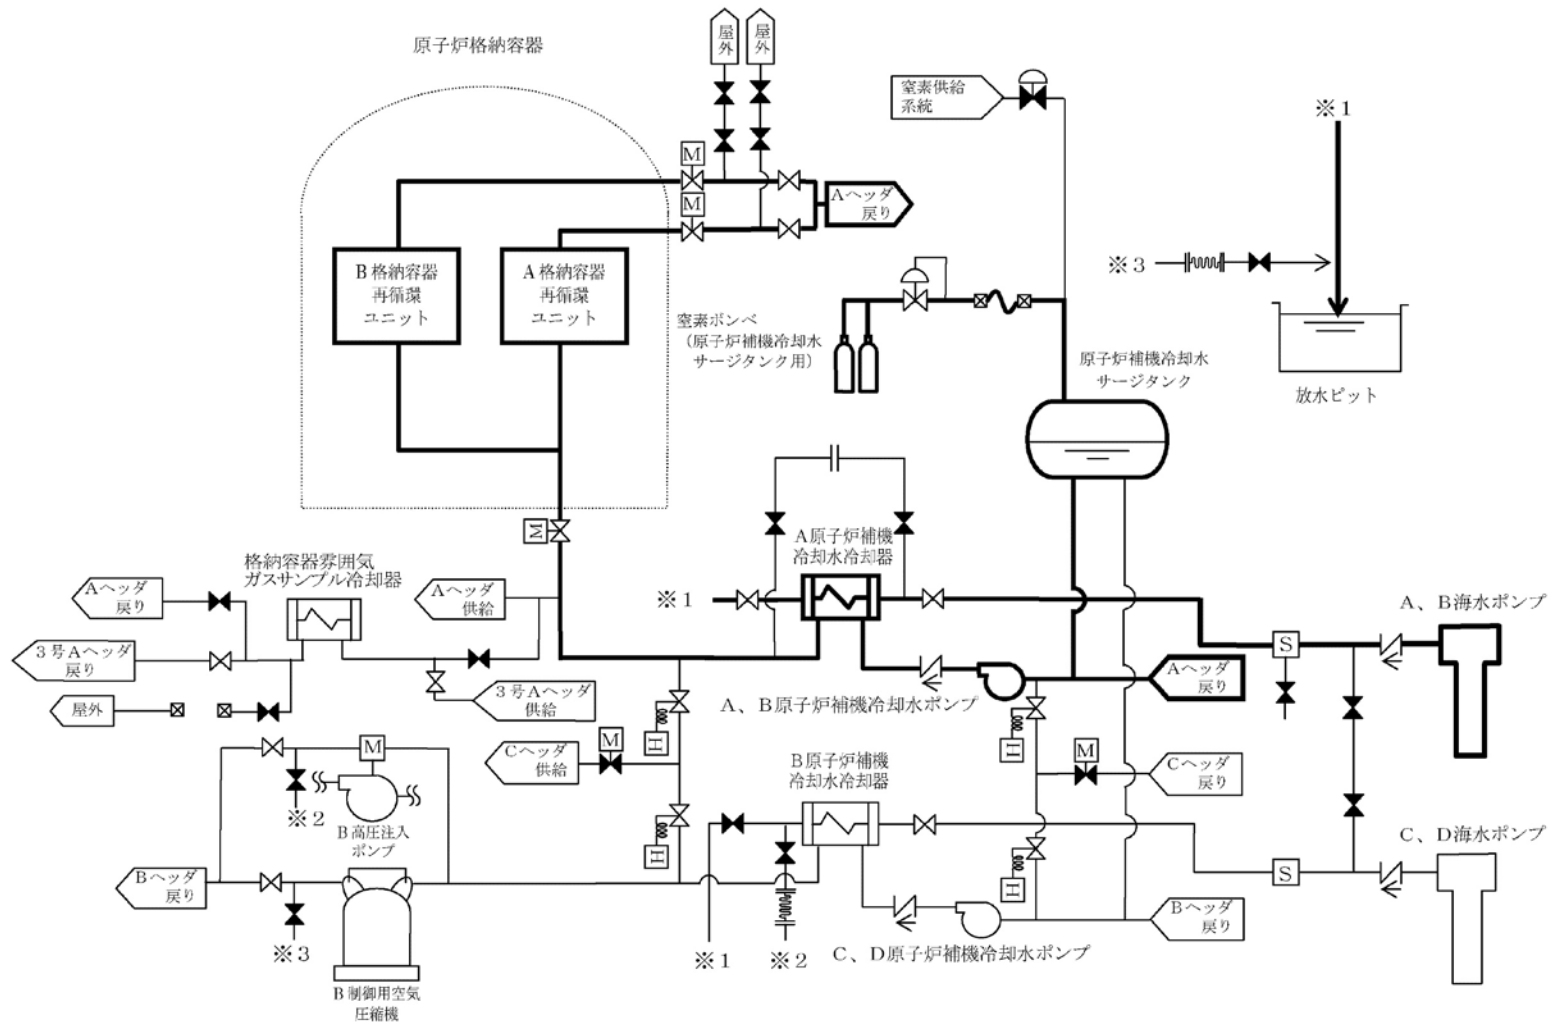 原子炉格納容器
屋外
屋外
窒素供給
系統
※1
M
M
Aヘッダ
戻り
※3
B格納容器
再循環
ユニット
A格納容器
再循環
ユニット
窒素ボンベ
(原子炉補機冷却水
サージタンク用)
原子炉補機冷却水
サージタンク
放水ピット
M
A原子炉補機
冷却水冷却器
格納容器雰囲気
ガスサンプル冷却器
Aヘッダ
戻り
Aヘッダ
供給
※1
A、B海水ポンプ
3号Aヘッダ
戻り
S
Aヘッダ
戻り
3号Aヘッダ
供給
A、B原子炉補機冷却水ポンプ
屋外
H
H
M
M
Cヘッダ
供給
B原子炉補機
冷却水冷却器
M
Cヘッダ
戻り
※2
B高圧注入
ポンプ
C、D海水ポンプ
H
H
S
Bヘッダ
戻り
Bヘッダ
戻り
※3
※1
※2
C、D原子炉補機冷却水ポンプ
B制御用空気
圧縮機